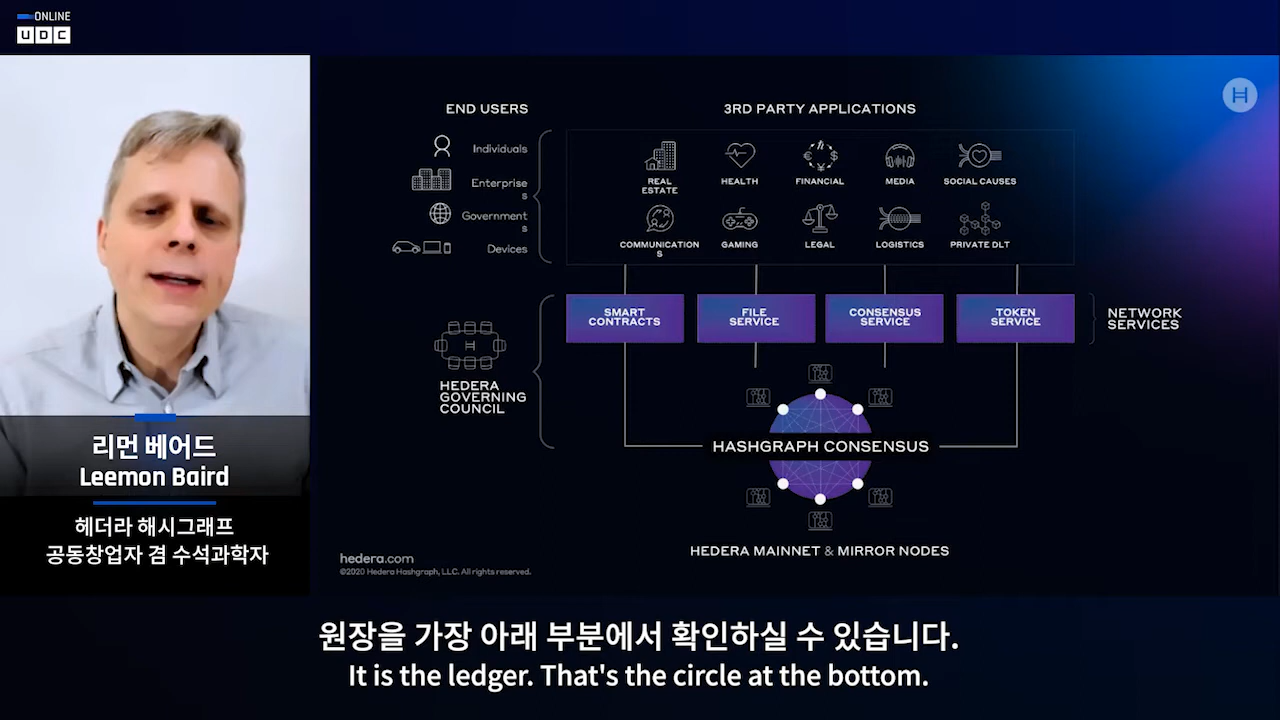 ONLINE
UDC
END USERS
Individuals
Enterprise
s
Government
s
Devices
3RD PARTY APPLICATIONS
REAL
ESTATE
HEALTH
FINANCIAL
MEDIA
SOCIAL CAUSES
COMMUNICATION
S
GAMING
LEGAL
LOGISTICS
PRIVATE DLT
SMART
CONTRACTS
FILE
SERVICE
CONSENSUS
SERVICE
TOKEN
SERVICE
NETWORK
SERVICES
HEDERA
GOVERNING
COUNCIL
HASHGRAPH CONSENSUS
HEDERA MAINNET & MIRROR NODES
hedera.com
©2020 Hedera Hashgraph, LLC. All rights reserved.
리먼 베어드
Leemon Baird
헤더라 해시그래프
공동창업자 겸 수석과학자
원장을 가장 아래 부분에서 확인하실 수 있습니다.
It is the ledger. That's the circle at the bottom.